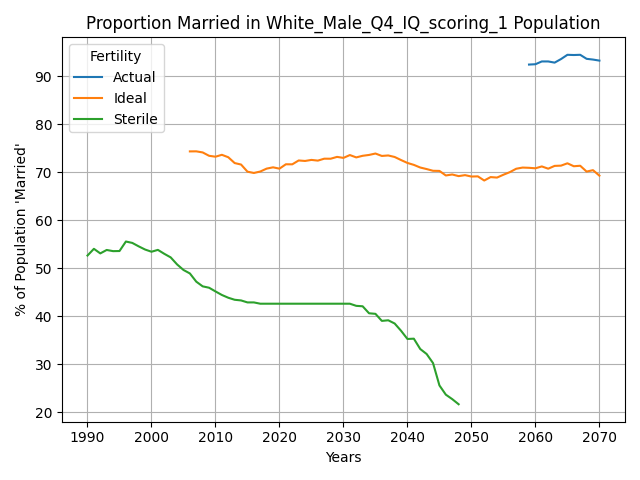 Proportion Married in White_Male_Q4_IQ_scoring_1 Population
Fertility
Actual
Ideal
Sterile
% of Population 'Married'
90
80
70
60
50
40
30
20
1990 2000 2010 2020 2030 2040 2050 2060 2070
Years